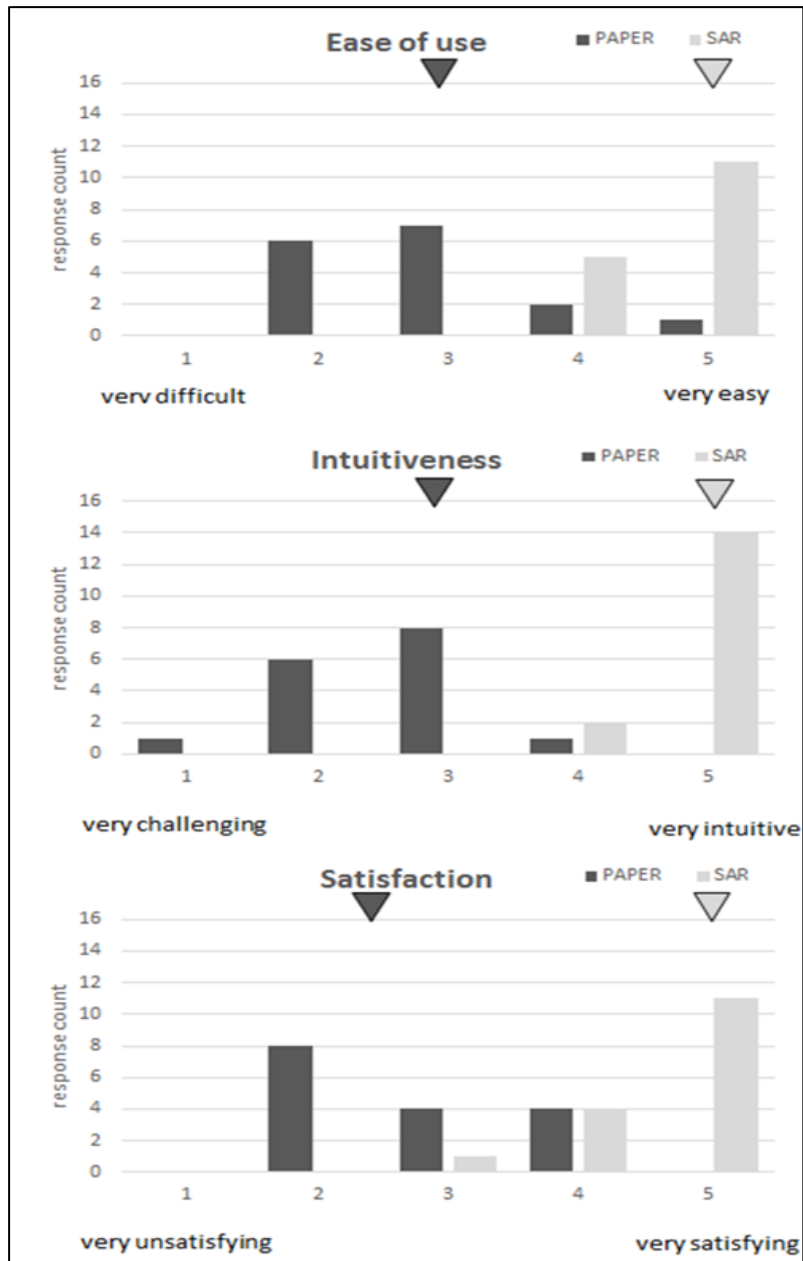 Ease of use
PAPER SAR
16
14
12
10
8
6
4
2
0
response count
1 2 3 4 5
verv difficult very easy
Intuitiveness
PAPER SAR
16
14
12
10
8
6
4
2
0
response count
1 2 3 4 5
very challenging very intuitive
Satisfaction
PAPER SAR
16
14
12
10
8
6
4
2
0
response count
1 2 3 4 5
very unsatisfying very satisfying